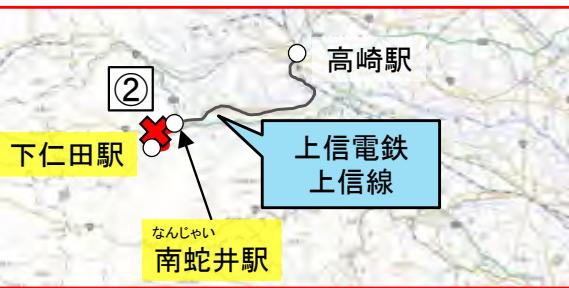 高崎駅
②
下仁田駅
上信電鉄
上信線
なんじゃい
南蛇井駅